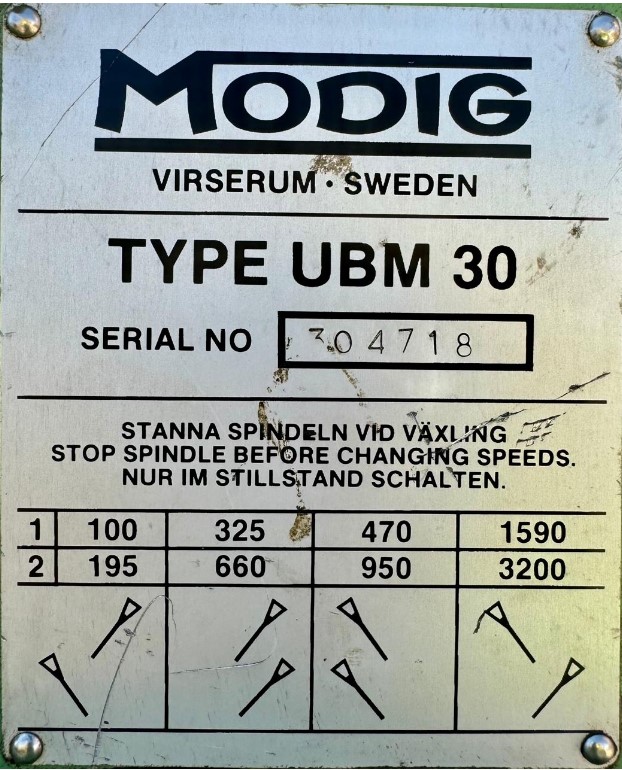 MODIG
VIRSERUM · SWEDEN
TYPE UBM 30
SERIAL NO 304718
STANNA SPINDELN VID VÄXLING
STOP SPINDLE BEFORE CHANGING SPEEDS.
NUR IM STILLSTAND SCHALTEN.
1 100 325 470 1590
2 195 660 950 3200